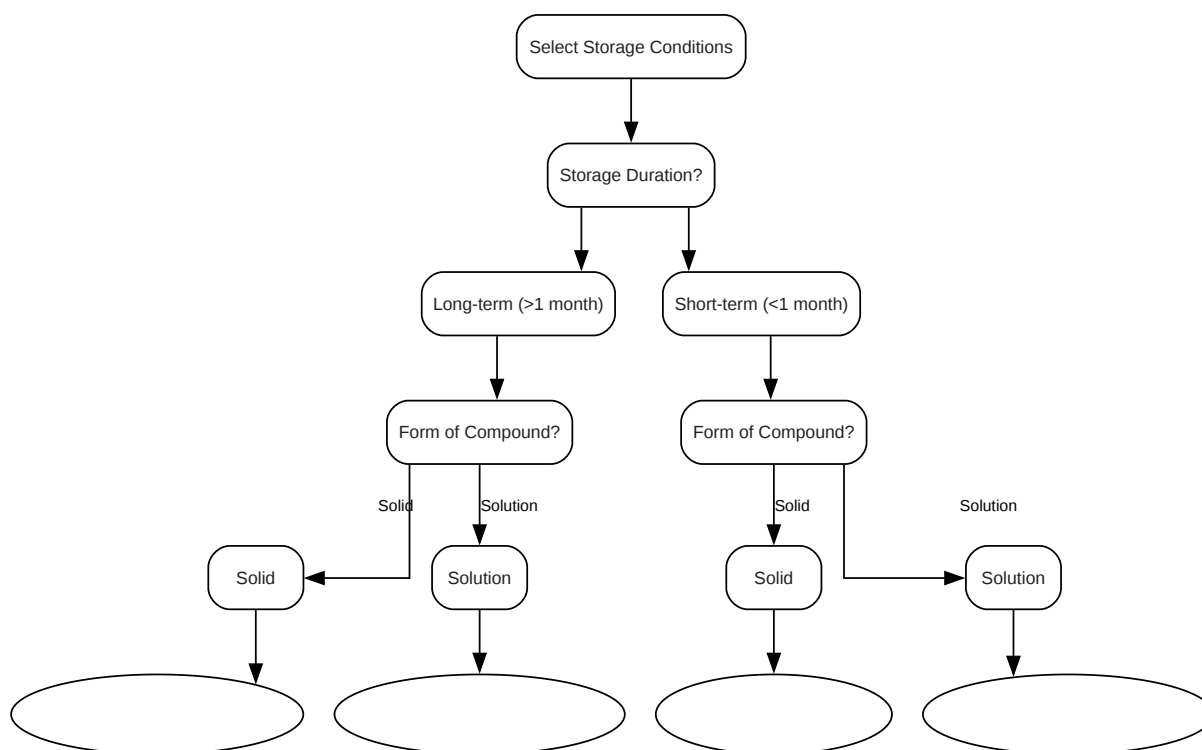 Select Storage Conditions
Storage Duration?
Long-term (>1 month)
Short-term (<1 month)
Form of Compound?
Form of Compound?
Solid
Solution
Solid
Solution
Solid
Solution
Solid
Solution